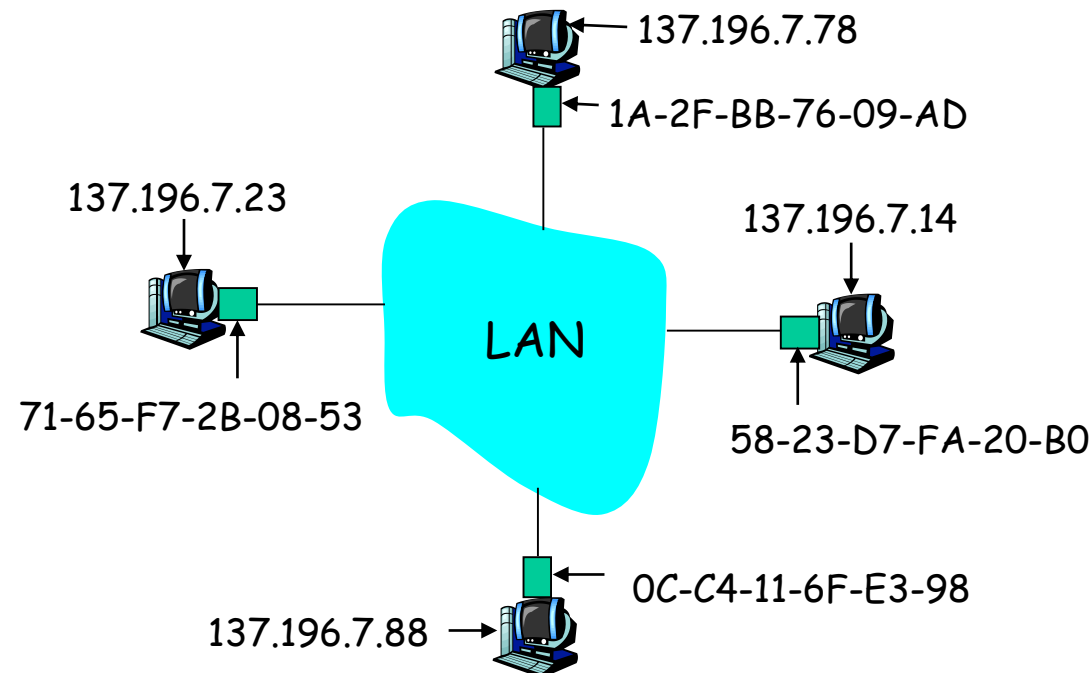 137.196.7.78
1A-2F-BB-76-09-AD
137.196.7.23
137.196.7.14
LAN
71-65-F7-2B-08-53
58-23-D7-FA-20-B0
0C-C4-11-6F-E3-98
137.196.7.88